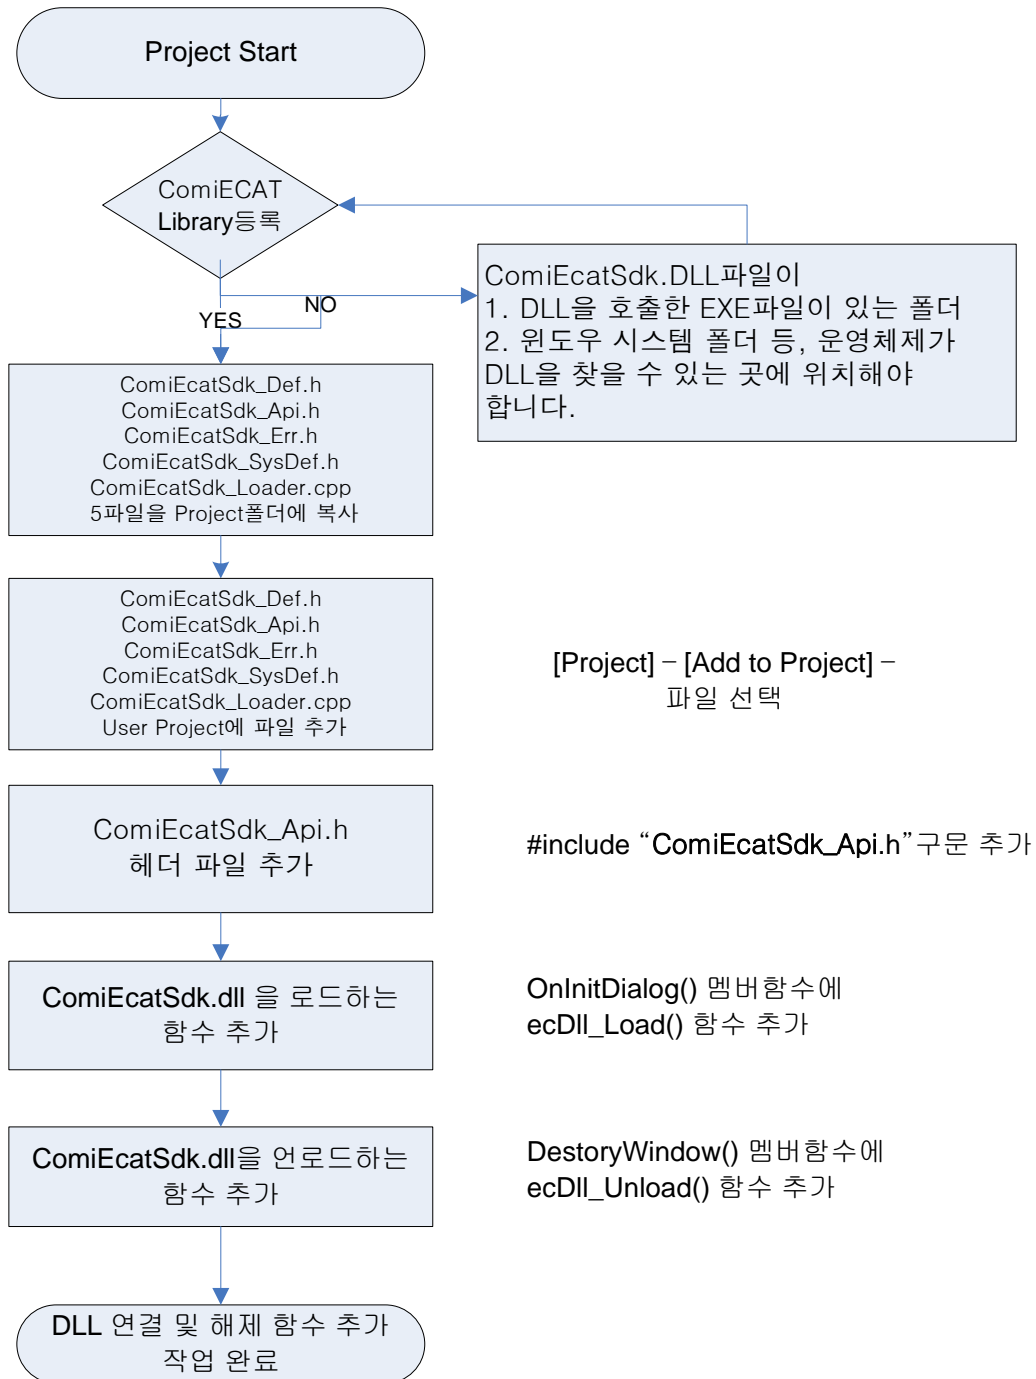 Project Start
ComiECAT
Library등록
NO
YES
ComiEcatSdk.DLL파일이
1. DLL을 호출한 EXE파일이 있는 폴더
2. 윈도우 시스템 폴더 등, 운영체제가
DLL을 찾을 수 있는 곳에 위치해야
합니다.
ComiEcatSdk_Def.h
ComiEcatSdk_Api.h
ComiEcatSdk_Err.h
ComiEcatSdk_SysDef.h
ComiEcatSdk_Loader.cpp
5파일을 Project폴더에 복사
ComiEcatSdk_Def.h
ComiEcatSdk_Api.h
ComiEcatSdk_Err.h
ComiEcatSdk_SysDef.h
ComiEcatSdk_Loader.cpp
User Project에 파일 추가
[Project] – [Add to Project] –
파일 선택
ComiEcatSdk_Api.h
헤더 파일 추가
#include “ComiEcatSdk_Api.h”구문 추가
ComiEcatSdk.dll 을 로드하는
함수 추가
OnInitDialog() 멤버함수에
ecDll_Load() 함수 추가
ComiEcatSdk.dll을 언로드하는
함수 추가
DestoryWindow() 멤버함수에
ecDll_Unload() 함수 추가
DLL 연결 및 해제 함수 추가
작업 완료